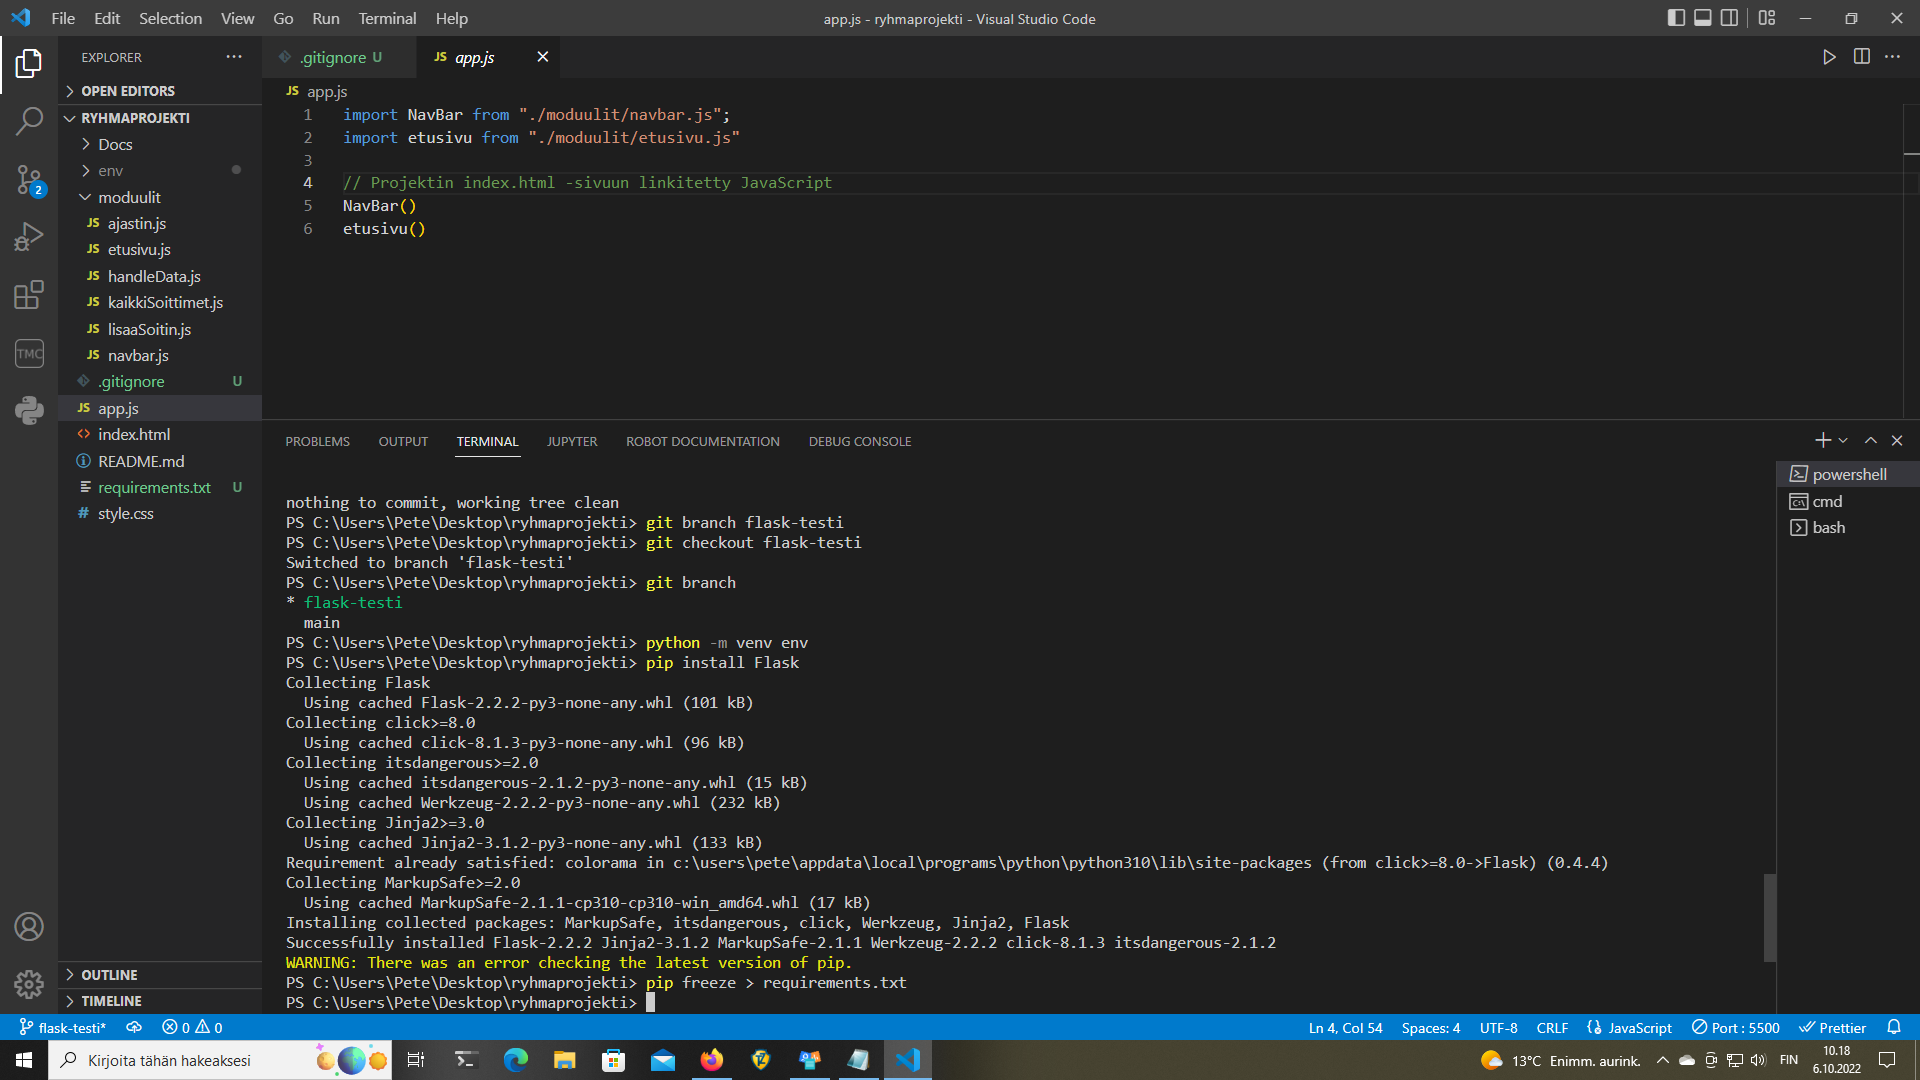 File Edit Selection View Go Run Terminal Help
app.js - ryhmaprojekti - Visual Studio Code
EXPLORER
OPEN EDITORS
RYHMAPROJEKTI
Docs
env
moduulit
JS ajastin.js
JS etusivu.js
JS handleData.js
JS kaikkiSoittimet.js
JS lisaaSoitin.js
JS navbar.js
.gitignore U
JS app.js
index.html
README.md
requirements.txt U
# style.css
OUTLINE
TIMELINE
2
TMC
.gitignore U
JS app.js
JS app.js
1 import NavBar from "./moduulit/navbar.js";
2 import etusivu from "./moduulit/etusivu.js"
3
4 // Projektin index.html -sivuun linkitetty JavaScript
5 NavBar()
6 etusivu()
PROBLEMS OUTPUT TERMINAL JUPYTER ROBOT DOCUMENTATION DEBUG CONSOLE
nothing to commit, working tree clean
PS C:\Users\Pete\Desktop\ryhmaprojekti> git branch flask-testi
PS C:\Users\Pete\Desktop\ryhmaprojekti> git checkout flask-testi
Switched to branch 'flask-testi'
PS C:\Users\Pete\Desktop\ryhmaprojekti> git branch
* flask-testi
main
PS C:\Users\Pete\Desktop\ryhmaprojekti> python -m venv env
PS C:\Users\Pete\Desktop\ryhmaprojekti> pip install Flask
Collecting Flask
Using cached Flask-2.2.2-py3-none-any.whl (101 kB)
Collecting click>=8.0
Using cached click-8.1.3-py3-none-any.whl (96 kB)
Collecting itsdangerous>=2.0
Using cached itsdangerous-2.1.2-py3-none-any.whl (15 kB)
Using cached Werkzeug-2.2.2-py3-none-any.whl (232 kB)
Collecting Jinja2>=3.0
Using cached Jinja2-3.1.2-py3-none-any.whl (133 kB)
Requirement already satisfied: colorama in c:\users\pete\appdata\local\programs\python\python310\lib\site-packages (from click>=8.0->Flask) (0.4.4)
Collecting MarkupSafe>=2.0
Using cached MarkupSafe-2.1.1-cp310-cp310-win_amd64.whl (17 kB)
Installing collected packages: MarkupSafe, itsdangerous, click, Werkzeug, Jinja2, Flask
Successfully installed Flask-2.2.2 Jinja2-3.1.2 MarkupSafe-2.1.1 Werkzeug-2.2.2 click-8.1.3 itsdangerous-2.1.2
WARNING: There was an error checking the latest version of pip.
PS C:\Users\Pete\Desktop\ryhmaprojekti> pip freeze > requirements.txt
PS C:\Users\Pete\Desktop\ryhmaprojekti>
powershell
cmd
bash
flask-testi* 0 0
Ln 4, Col 54 Spaces: 4 UTF-8 CRLF JavaScript Port : 5500 Prettier
Kirjoita tähän hakeaksesi
13°C Enimm. aurink. FIN
10.18
6.10.2022